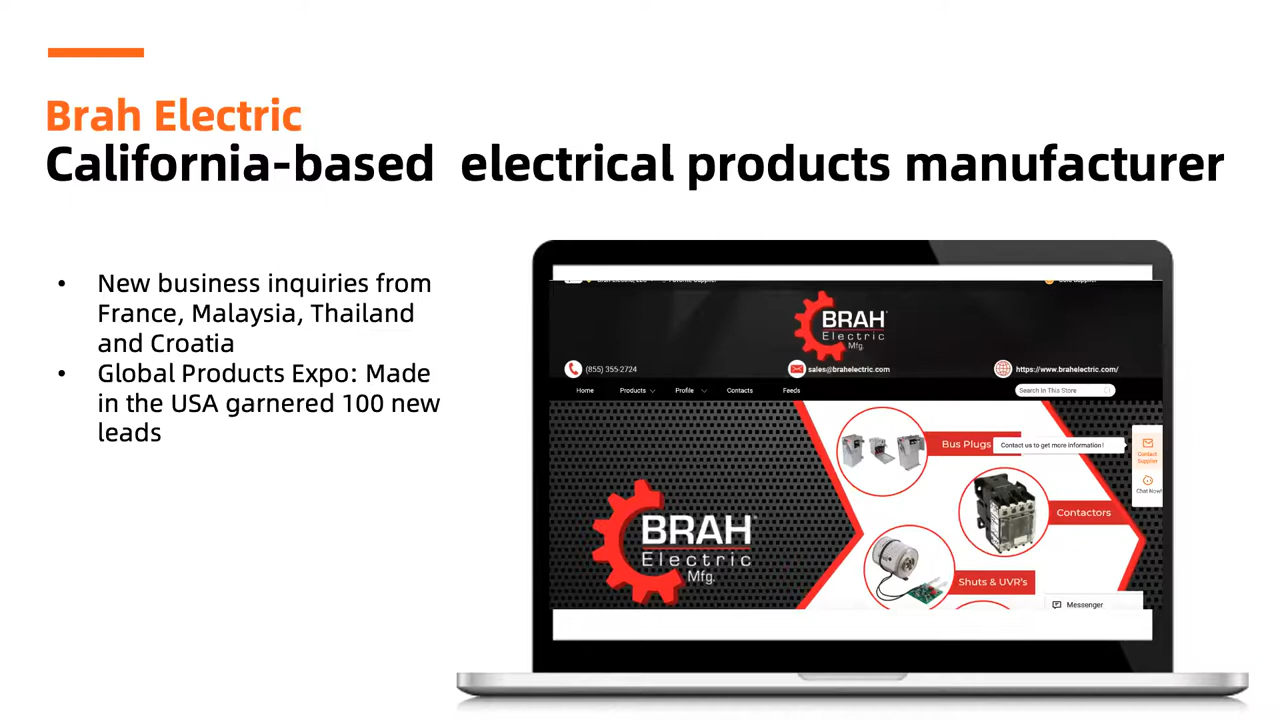 Brah Electric
California-based electrical products manufacturer
• New business inquiries from
France, Malaysia, Thailand
and Croatia
• Global Products Expo: Made
in the USA garnered 100 new
leads
BRAH
Electric
Mfg.
(855) 355-2724
sales@brahelectric.com
https://www.brahelectric.com/
Home Products Profile Contacts Feeds
Search In This Store
Bus Plugs
Contact us to get more information!
Contact
Supplier
Chat Now!
Contactors
BRAH
Electric
Mfg.
Shuts & UVR's
Messenger